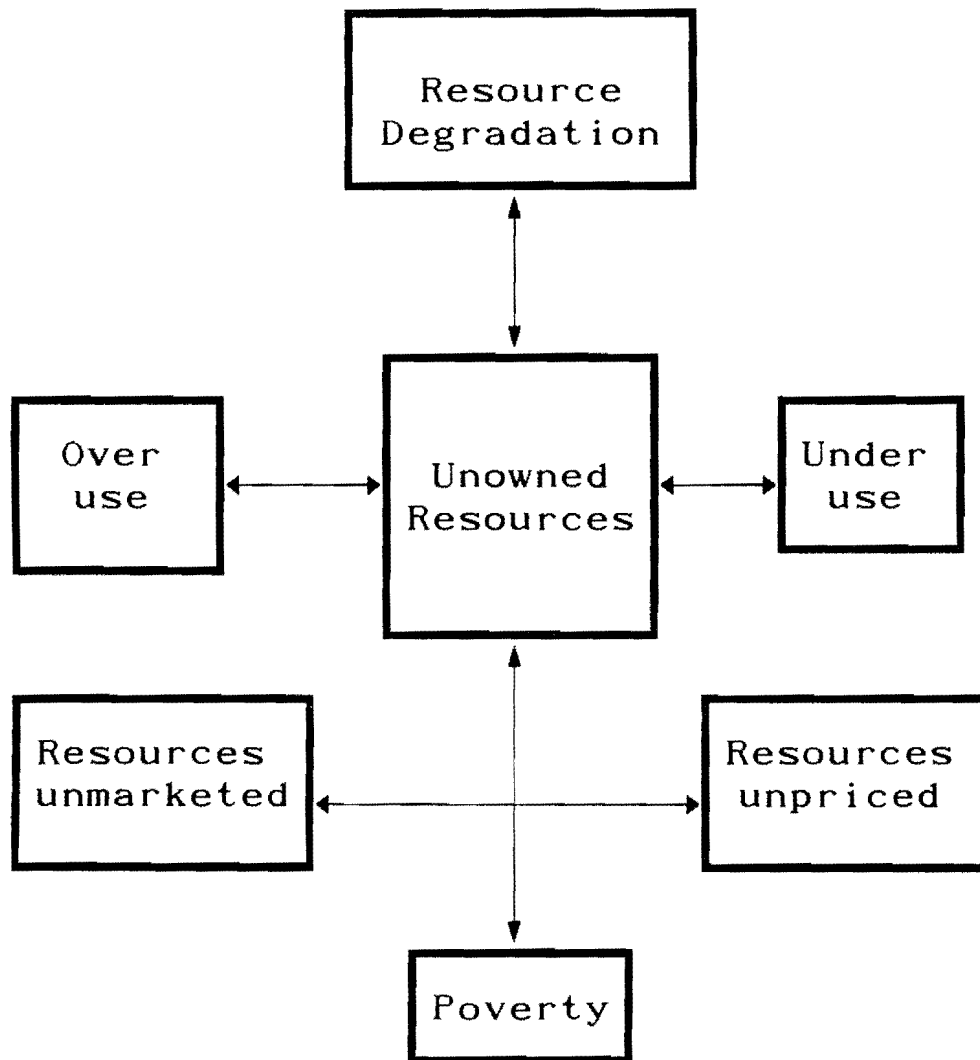 Resource
Degradation
Over
use
Unowned
Resources
Under
use
Resources
unmarketed
Resources
unpriced
Poverty